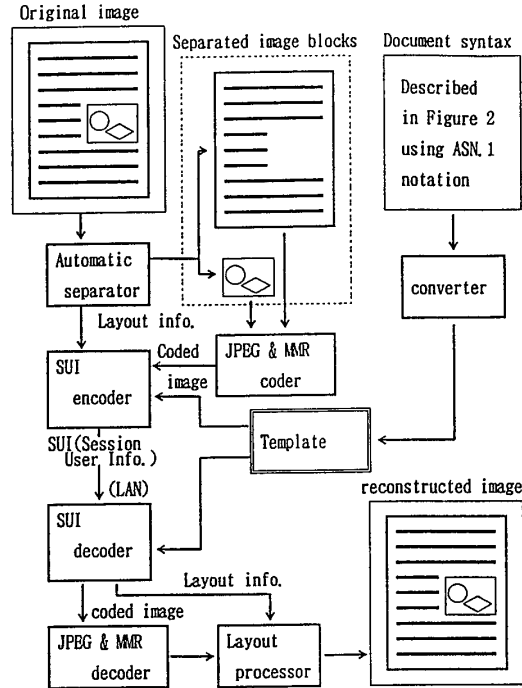 Original image
Separated image blocks
Document syntax
Described
in Figure 2
using ASN.1
notation
Automatic
separator
converter
Layout info.
SUI
encoder
Coded
image
JPEG & MMR
coder
Template
SUI(Session
User Info.)
(LAN)
SUI
decoder
reconstructed image
Layout info.
coded image
JPEG & MMR
decoder
Layout
processor